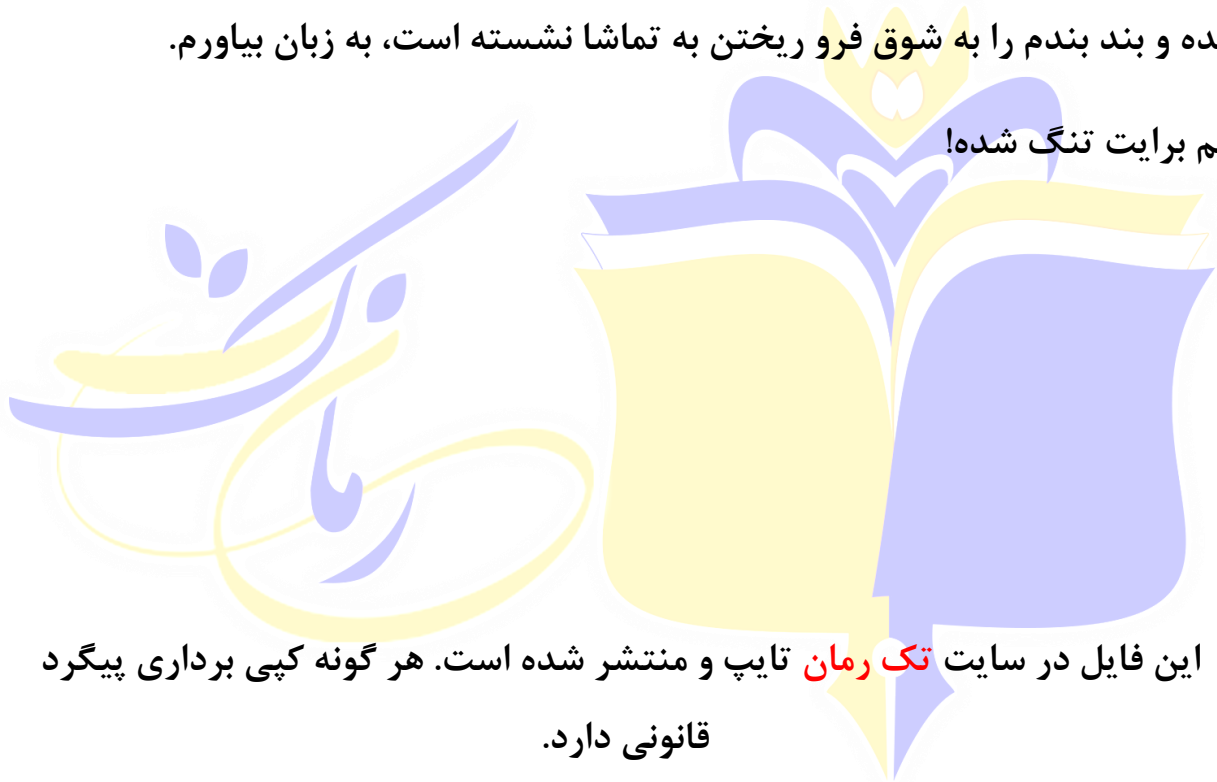 ده و بند بندم را به شوق فرو ریختن به تماشا نشسته است، به زبان بیاورم.
م برایت تنگ شده!
این فایل در سایت تک رمان تایپ و منتشر شده است. هر گونه کپی برداری پیگرد
قانونی دارد.